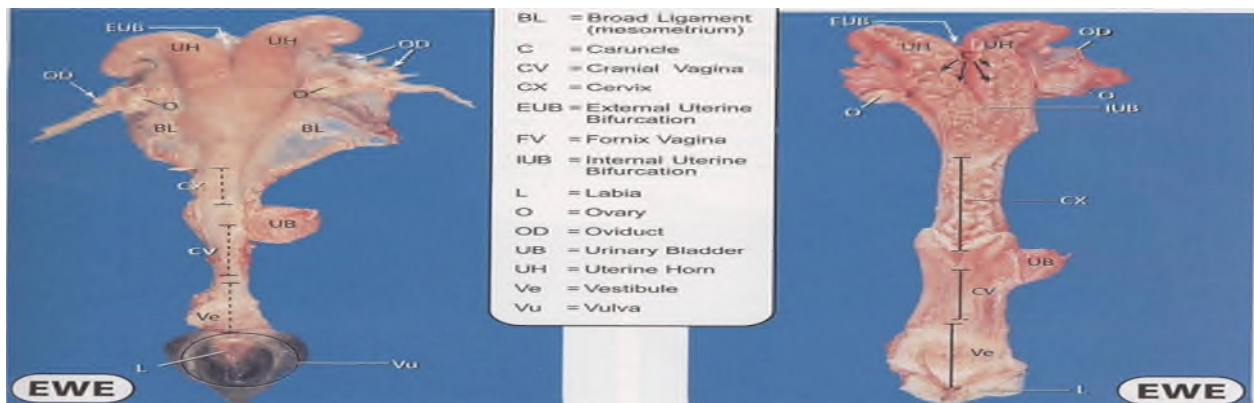 EUB
UH
UH
OD
OD
O
O
BL
BL
CX
UB
CV
Ve
L
Vu
EWE
BL = Broad Ligament
(mesometrium)
C = Caruncle
CV = Cranial Vagina
CX = Cervix
EUB = External Uterine
Bifurcation
FV = Fornix Vagina
IUB = Internal Uterine
Bifurcation
L = Labia
O = Ovary
OD = Oviduct
UB = Urinary Bladder
UH = Uterine Horn
Ve = Vestibule
Vu = Vulva
EUB
UH
UH
OD
O
O
IUB
CX
UB
CV
Ve
L
EWE